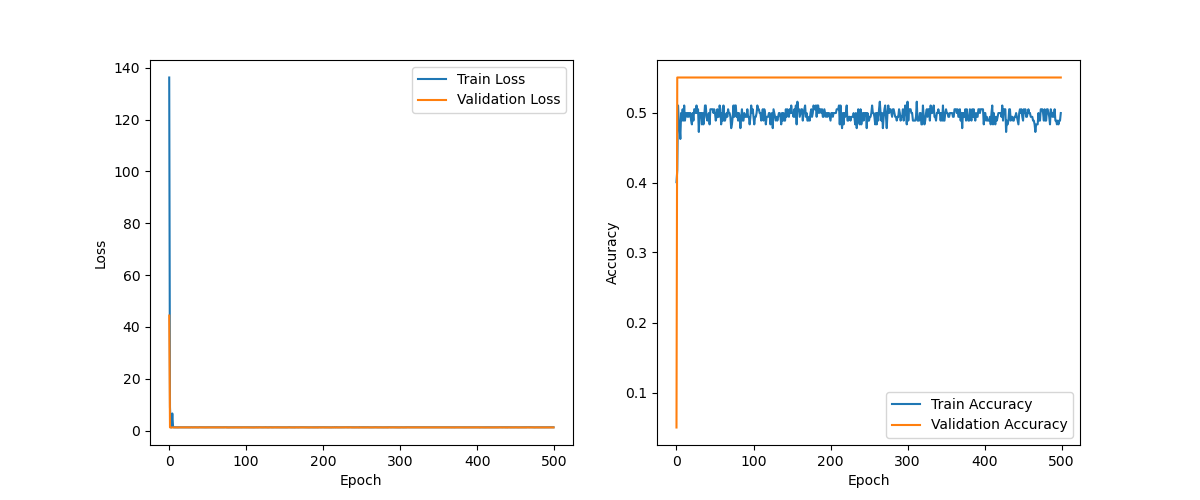 140
120
100
80
60
40
20
0
Loss
0 100 200 300 400 500
Epoch
Train Loss
Validation Loss
0.5
0.4
0.3
0.2
0.1
Accuracy
0 100 200 300 400 500
Epoch
Train Accuracy
Validation Accuracy